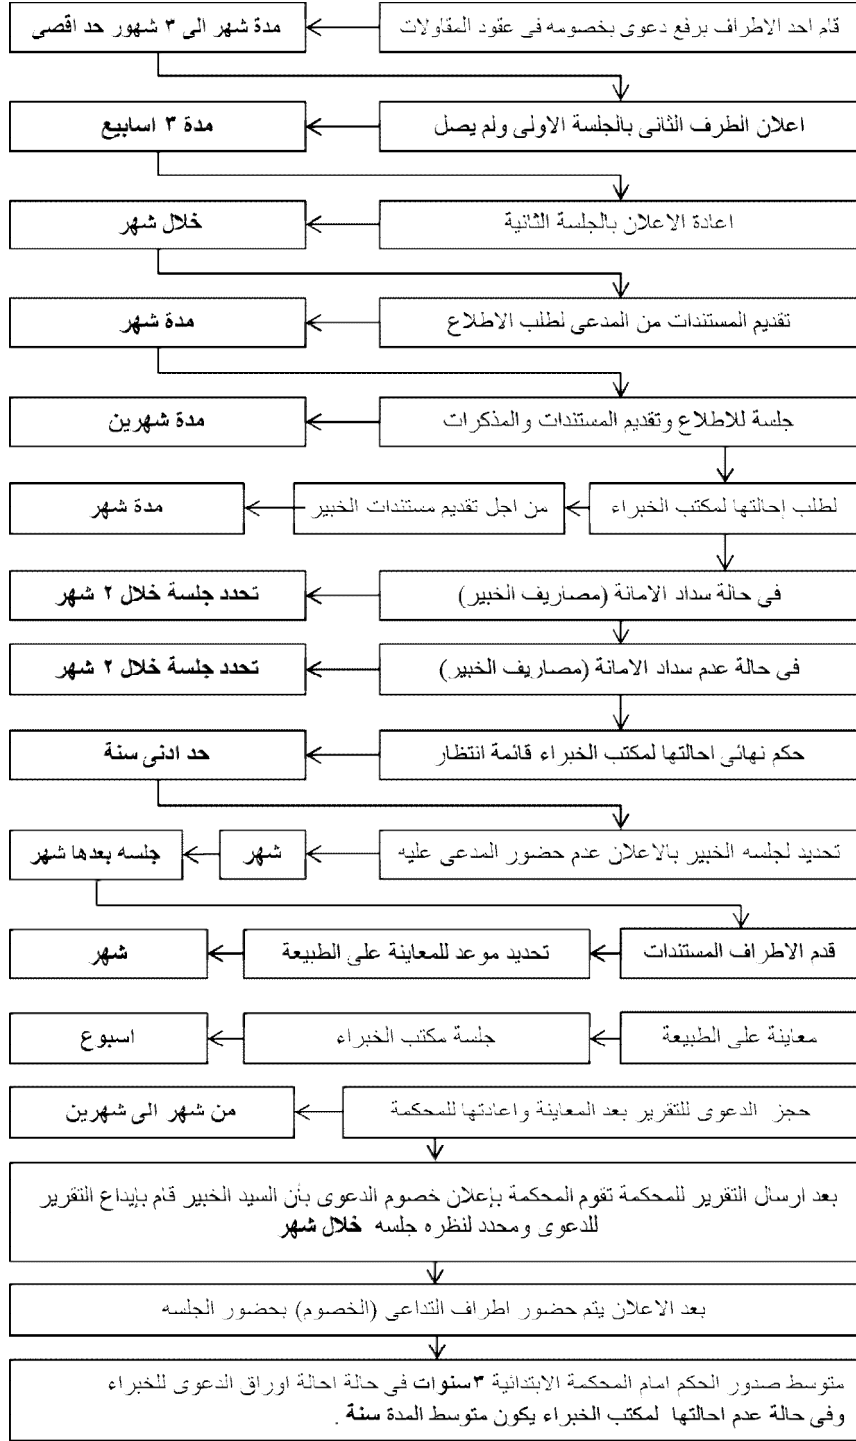 قام احد الاطراف برفع دعوى بخصومه فى عقود المقاولات
مدة شهر الى ٣ شهور حد اقصى
اعلان الطرف الثانى بالجلسة الاولى ولم يصل
مدة ٣ اسابيع
اعادة الاعلان بالجلسة الثانية
خلال شهر
تقديم المستندات من المدعى لطلب الاطلاع
مدة شهر
جلسة للاطلاع وتقديم المستندات والمذكرات
مدة شهرين
لطلب إحالتها لمكتب الخبراء
من اجل تقديم مستندات الخبير
مدة شهر
فى حالة سداد الامانة (مصاريف الخبير)
تحدد جلسة خلال ٢ شهر
فى حالة عدم سداد الامانة (مصاريف الخبير)
تحدد جلسة خلال ٢ شهر
حكم نهائى احالتها لمكتب الخبراء قائمة انتظار
حد ادنى سنة
تحديد لجلسه الخبير بالاعلان عدم حضور المدعى عليه
شهر
جلسه بعدها شهر
قدم الاطراف المستندات
تحديد موعد للمعاينة على الطبيعة
شهر
معاينة على الطبيعة
جلسة مكتب الخبراء
اسبوع
حجز الدعوى للتقرير بعد المعاينة واعادتها للمحكمة
من شهر الى شهرين
بعد ارسال التقرير للمحكمة تقوم المحكمة بإعلان خصوم الدعوى بأن السيد الخبير قام بإيداع التقرير
للدعوى ومحدد لنظره جلسه خلال شهر
بعد الاعلان يتم حضور اطراف التداعى (الخصوم) بحضور الجلسه
متوسط صدور الحكم امام المحكمة الابتدائية ٣سنوات فى حالة احالة اوراق الدعوى للخبراء
وفى حالة عدم احالتها لمكتب الخبراء يكون متوسط المدة سنة .